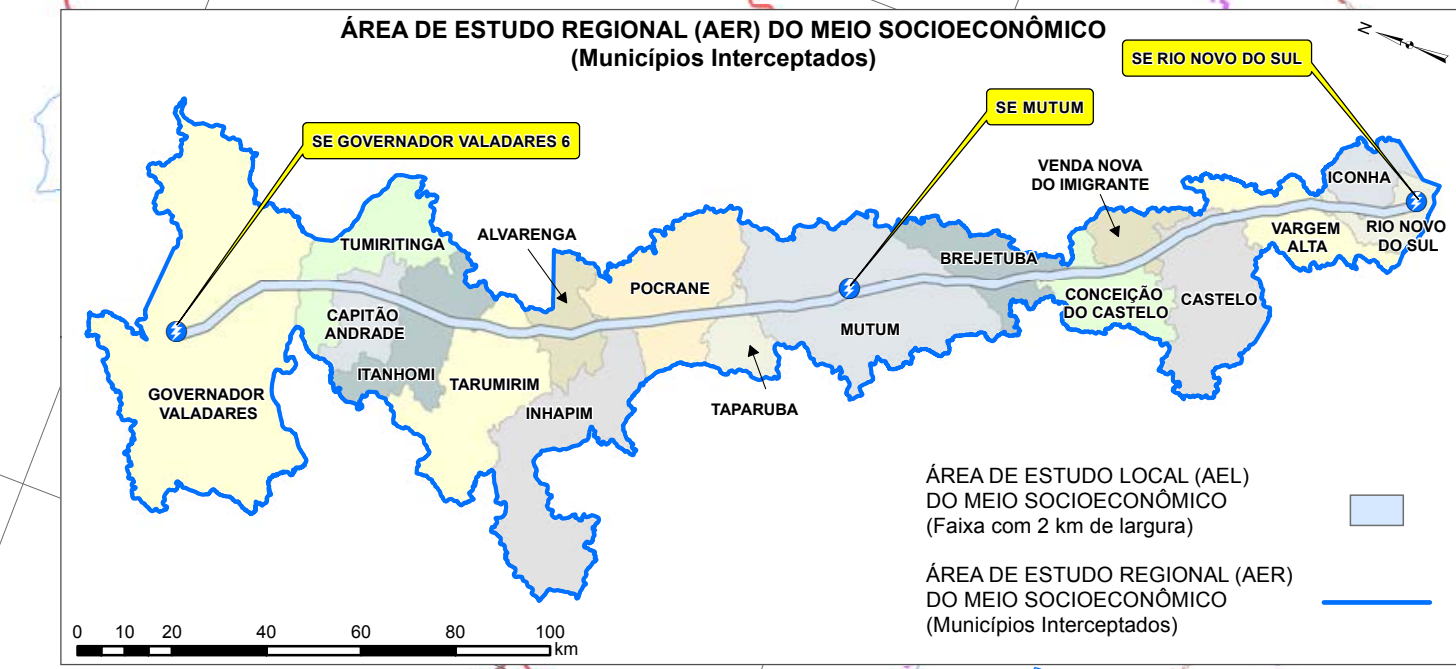 ÁREA DE ESTUDO REGIONAL (AER) DO MEIO SOCIOECONÔMICO
(Municípios Interceptados)
N
SE RIO NOVO DO SUL
SE MUTUM
SE GOVERNADOR VALADARES 6
VENDA NOVA
DO IMIGRANTE
ICONHA
ALVARENGA
TUMIRITINGA
VARGEM
ALTA
RIO NOVO
DO SUL
BREJETUBA
POCRANE
CONCEIÇÃO
DO CASTELO
CASTELO
CAPITÃO
ANDRADE
MUTUM
ITANHOMI
TARUMIRIM
GOVERNADOR
VALADARES
INHAPIM
TAPARUBA
ÁREA DE ESTUDO LOCAL (AEL)
DO MEIO SOCIOECONÔMICO
(Faixa com 2 km de largura)
ÁREA DE ESTUDO REGIONAL (AER)
DO MEIO SOCIOECONÔMICO
(Municípios Interceptados)
0 10 20 40 60 80 100
km